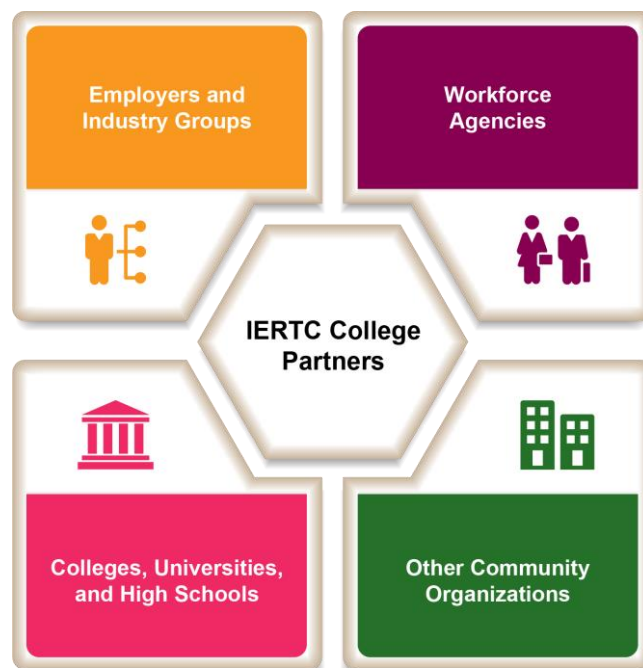 Employers and
Industry Groups
Workforce
Agencies
IERTC College
Partners
Colleges, Universities,
and High Schools
Other Community
Organizations